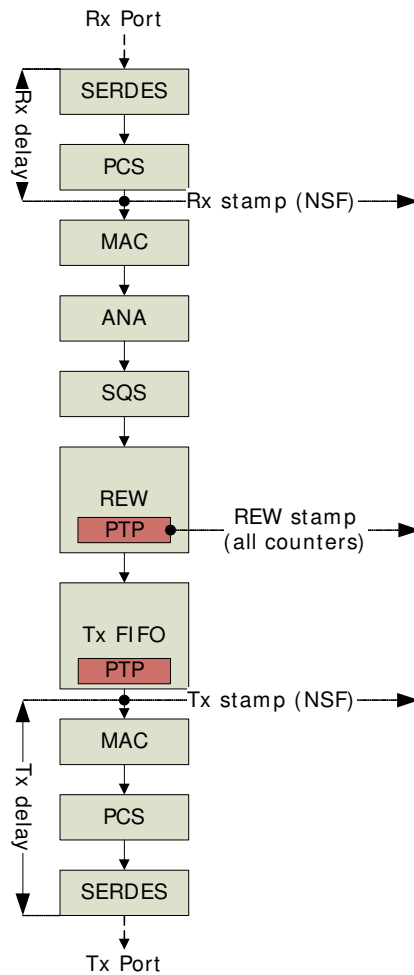 Rx Port
SERDES
Rx delay
PCS
Rx stamp (NSF)
MAC
ANA
SQS
REW
PTP
REW stamp
(all counters)
Tx FIFO
PTP
Tx stamp (NSF)
MAC
Tx delay
PCS
SERDES
Tx Port